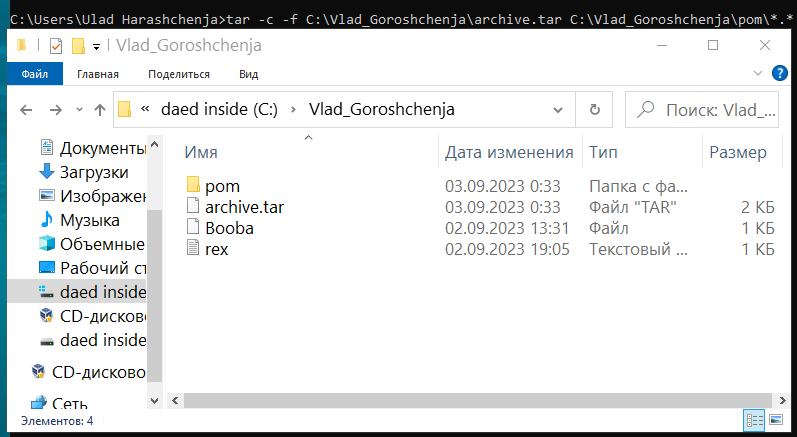 C:\Users\Ulad Harashchenja>tar -c -f C:\Vlad_Goroshchenja\archive.tar C:\Vlad_Goroshchenja\pom\*.*
Vlad_Goroshchenja
Файл Главная Поделиться Вид
« daed inside (C:) › Vlad_Goroshchenja
Поиск: Vlad_...
Имя Дата изменения Тип Размер
Документы
Загрузки
Изображен
Музыка
Объемные
Рабочий ст
daed inside
CD-дисково
daed inside
CD-дисково
Сеть
pom 03.09.2023 0:33 Папка с фа...
archive.tar 03.09.2023 0:33 Файл "TAR" 2 КБ
Booba 02.09.2023 13:31 Файл 1 КБ
rex 02.09.2023 19:05 Текстовый ... 1 КБ
Элементов: 4